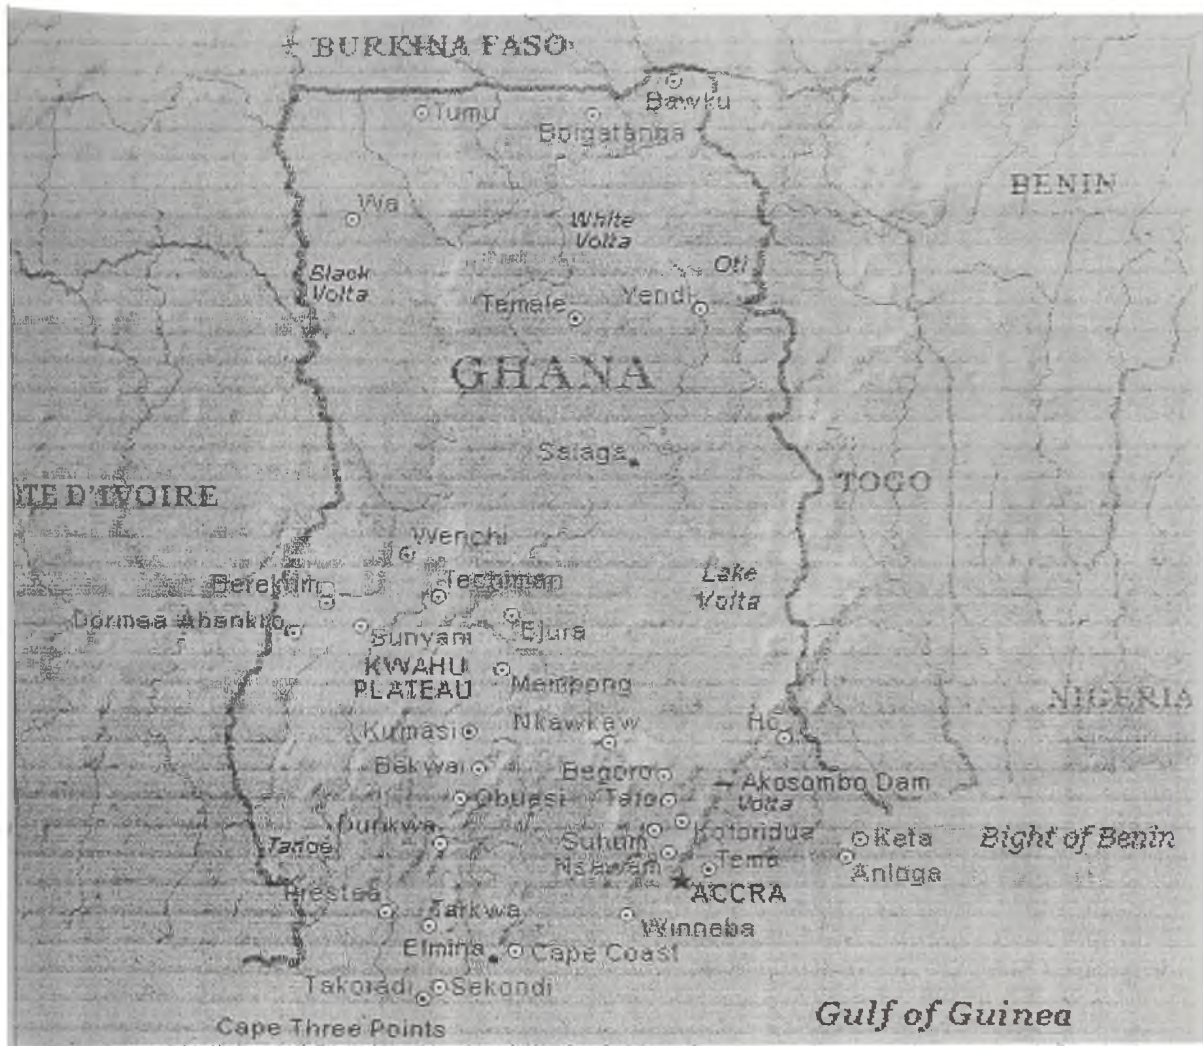 BURKINA FASO
Bawku
Tumu
Bolgatanga
BENIN
Wa
White
Volta
Black
Volta
Oti
Yendi
Tamale
GHANA
Salaga
TOGO
TE D'IVOIRE
Wenchi
Techiman
Berekum
Lake
Volta
Dormaa Ahenkro
Sunyani
Ejura
KWAHU
PLATEAU
Mampong
NIGERIA
Nkawkaw
Ho
Kumasi
Bekwai
Begoro
Akosombo Dam
Volta
Obuasi
Tafo
Dunkwa
Koforidua
Suhum
Keta
Bight of Benin
Tanoe
Nsawam
Tema
Anloga
ACCRA
Prestea
Tarkwa
Winneba
Elmina
Cape Coast
Takoradi
Sekondi
Gulf of Guinea
Cape Three Points